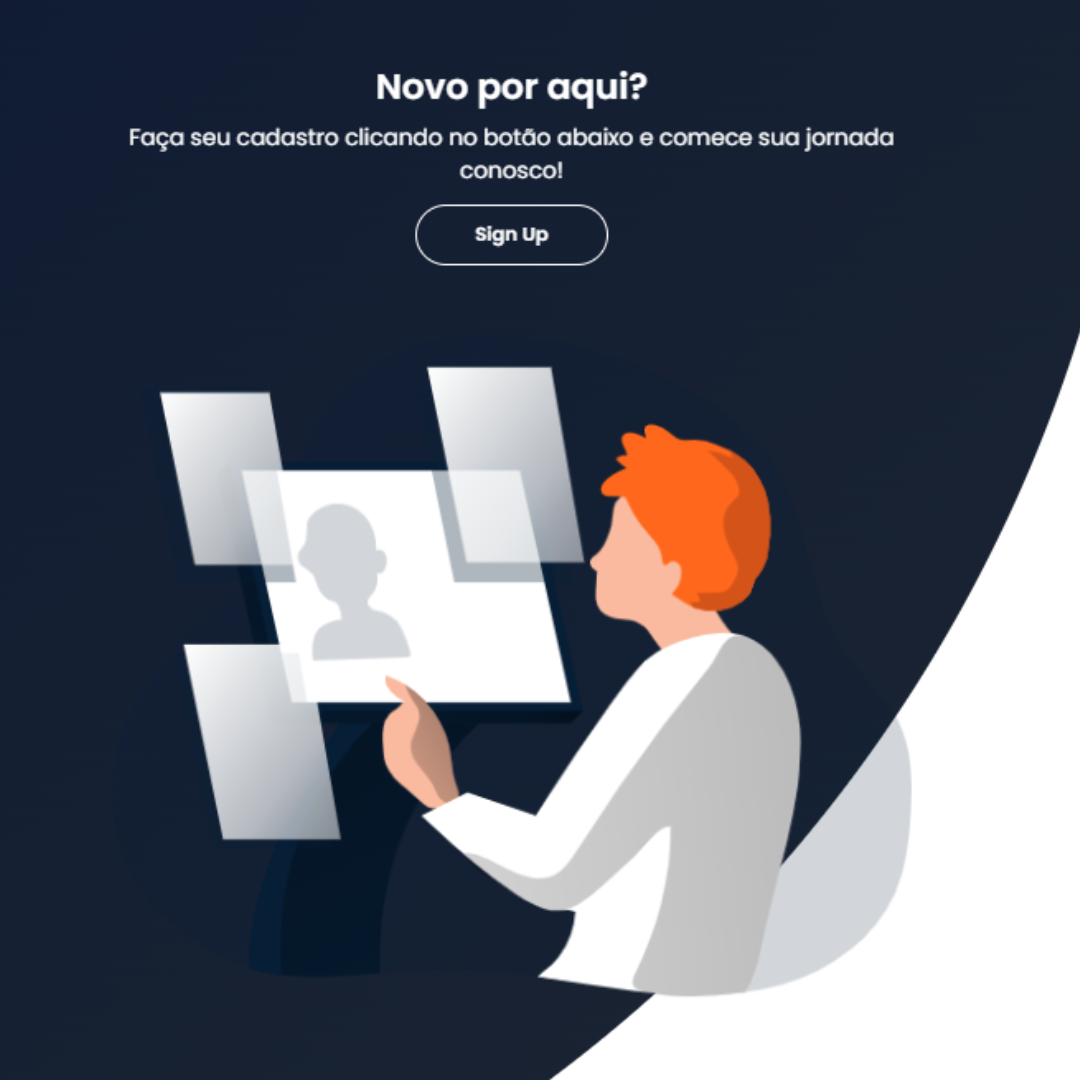 Novo por aqui?
Faça seu cadastro clicando no botão abaixo e comece sua jornada
conosco!
Sign Up